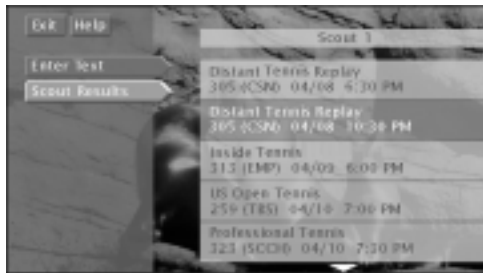 Exit Help
Scout 1
Enter Text
Scout Results
Distant Tennis Replay
305 (CSN) 04/08 6:30 PM
Distant Tennis Replay
305 (CSN) 04/08 10:30 PM
Inside Tennis
313 (EMP) 04/09 6:00 PM
US Open Tennis
259 (TBS) 04/10 7:00 PM
Professional Tennis
323 (SCCH) 04/10 7:30 PM